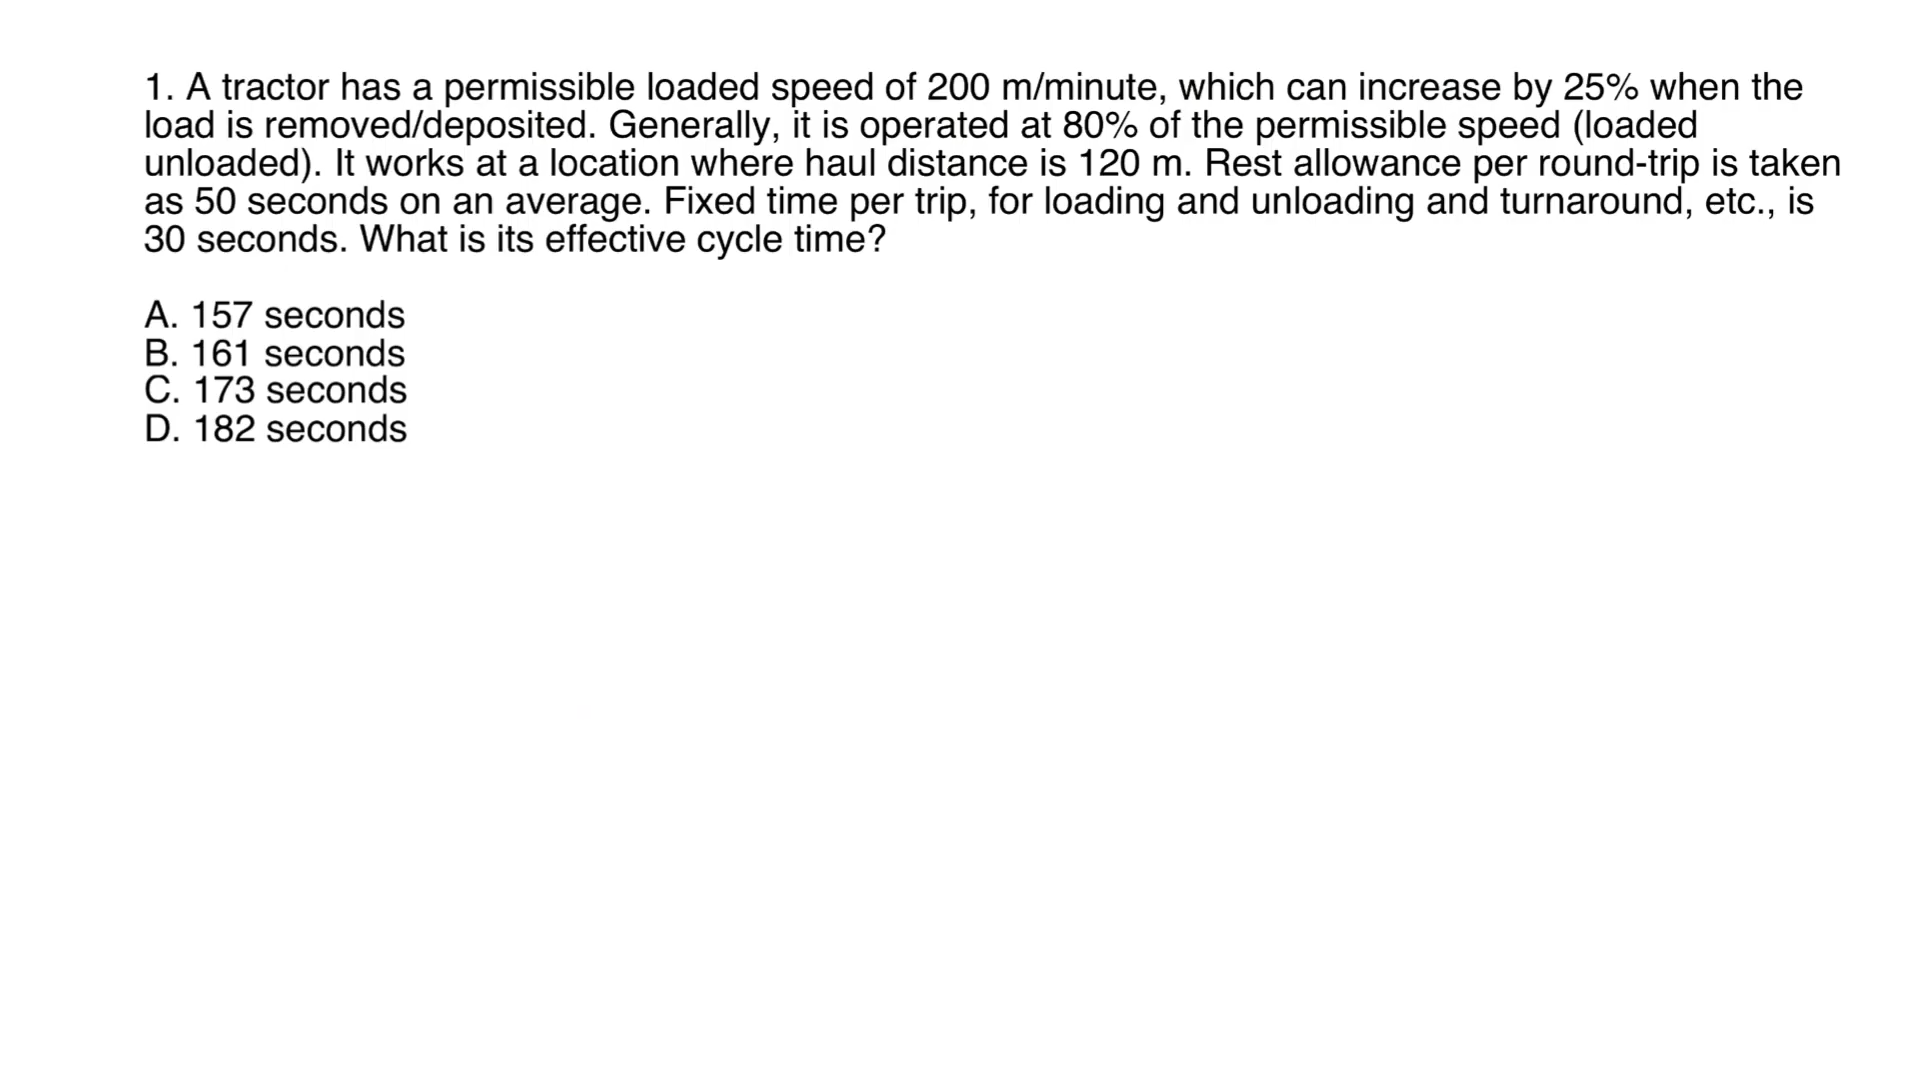 1. A tractor has a permissible loaded speed of 200 m/minute, which can increase by 25% when the
load is removed/deposited. Generally, it is operated at 80% of the permissible speed (loaded
unloaded). It works at a location where haul distance is 120 m. Rest allowance per round-trip is taken
as 50 seconds on an average. Fixed time per trip, for loading and unloading and turnaround, etc., is
30 seconds. What is its effective cycle time?
A. 157 seconds
B. 161 seconds
C. 173 seconds
D. 182 seconds